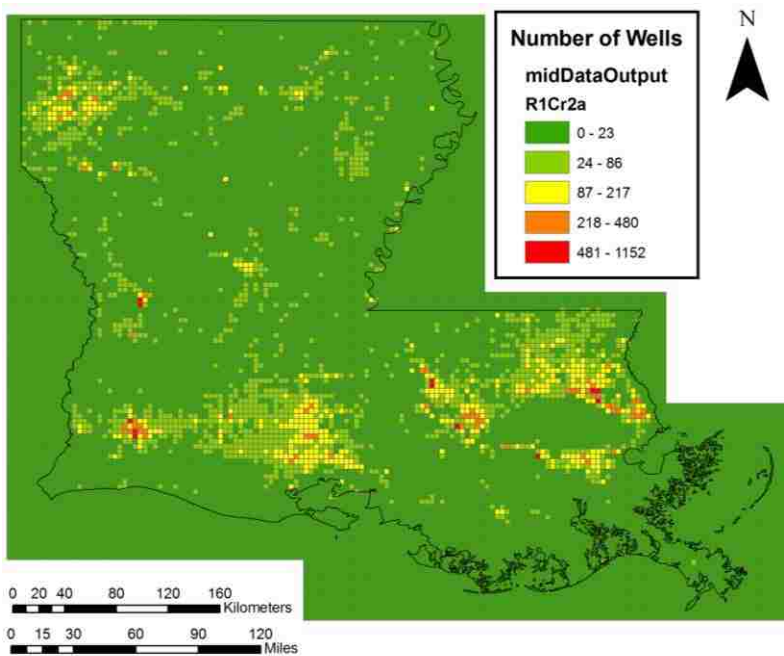 N
Number of Wells
midDataOutput
R1Cr2a
0 - 23
24 - 86
87 - 217
218 - 480
481 - 1152
0 20 40 80 120 160
Kilometers
0 15 30 60 90 120
Miles